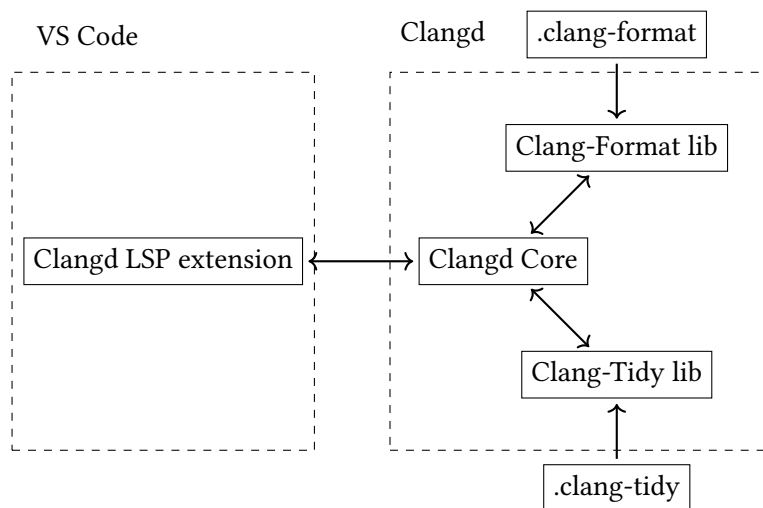 VS Code
Clangd
.clang-format
Clang-Format lib
Clangd LSP extension
Clangd Core
Clang-Tidy lib
.clang-tidy